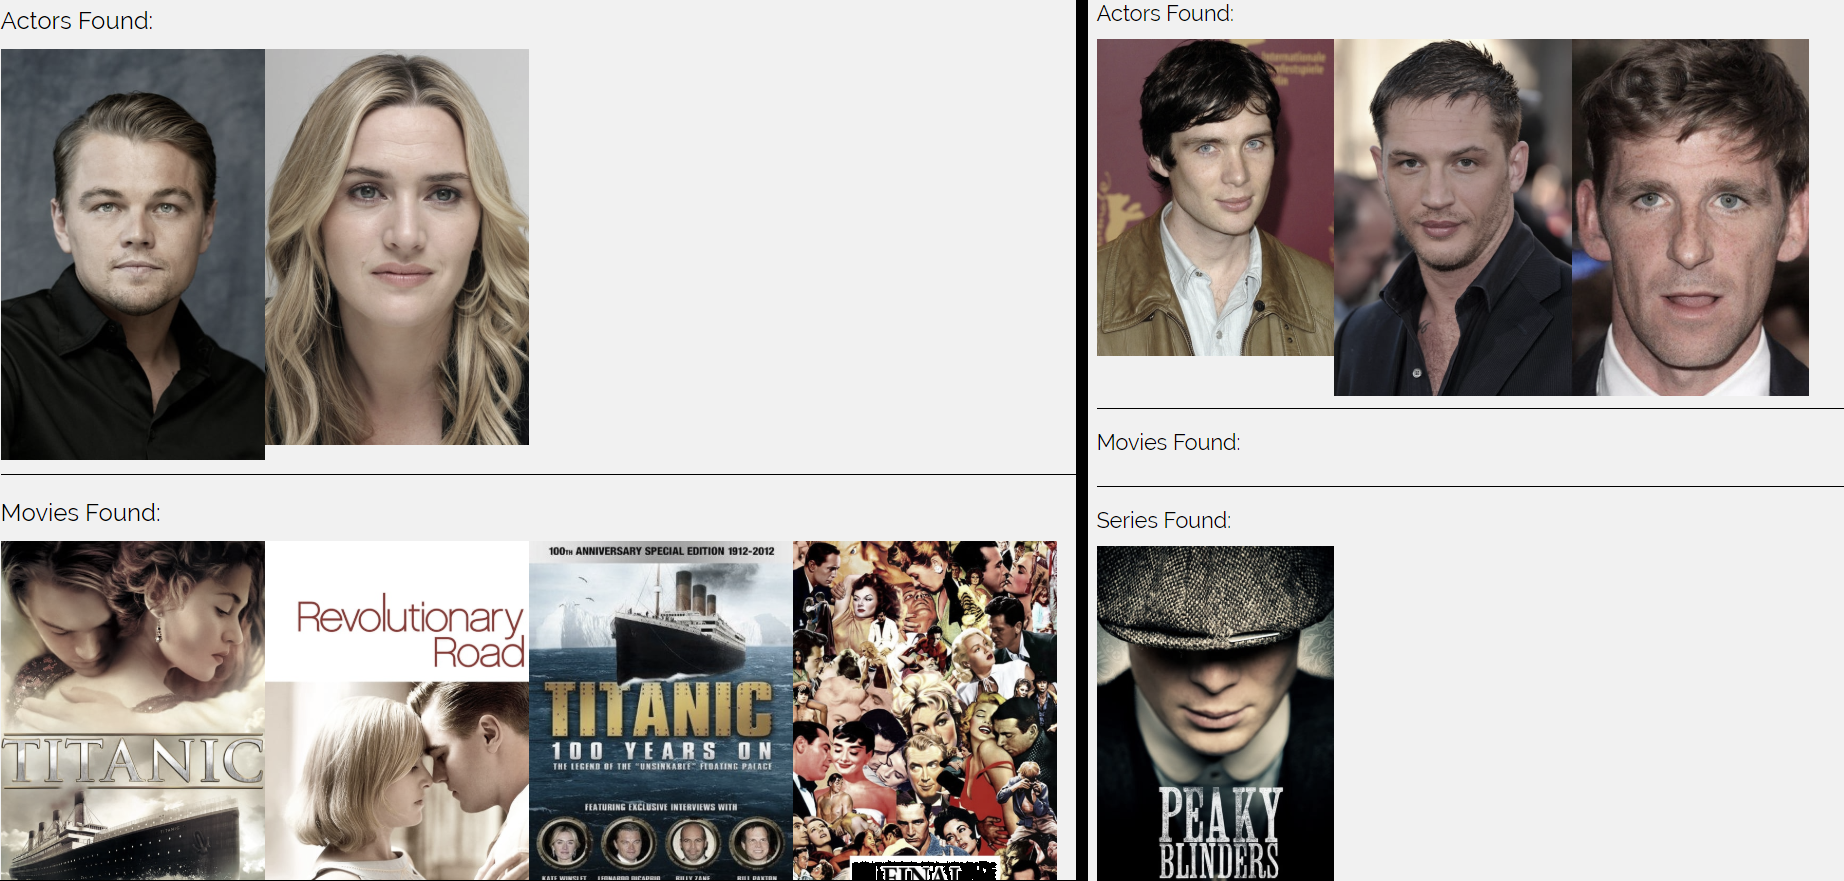 Actors Found:
Movies Found:
TITANIC
Revolutionary
Road
100TH ANNIVERSARY SPECIAL EDITION 1912-2012
TITANIC
100 YEARS ON
THE LEGEND OF THE "UNSINKABLE" FLOATING PALACE
FEATURING EXCLUSIVE INTERVIEWS WITH
KATE WINSLET LEONARDO DICAPRIO BILLY ZANE BILL PAXTON
FINAL
Actors Found:
Internationale
Movies Found:
Series Found:
PEAKY
BLINDERS